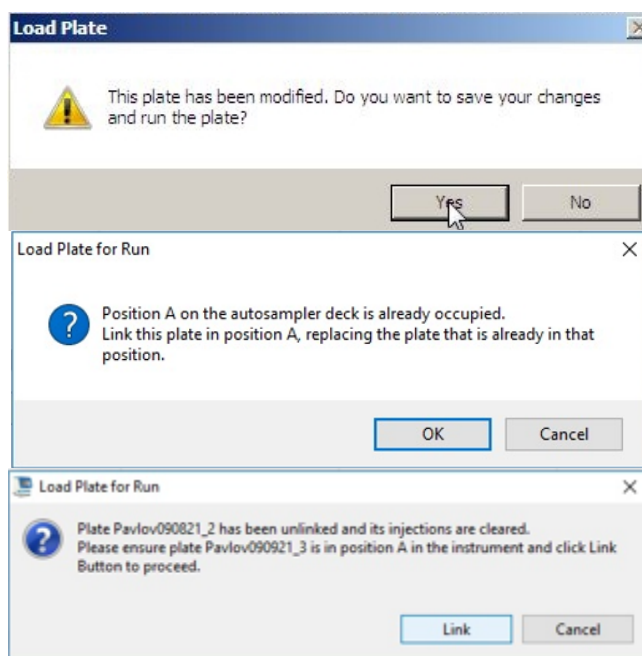 Load Plate
This plate has been modified. Do you want to save your changes
and run the plate?
Yes
No
Load Plate for Run
Position A on the autosampler deck is already occupied.
Link this plate in position A, replacing the plate that is already in that
position.
OK
Cancel
Load Plate for Run
Plate Pavlov090821_2 has been unlinked and its injections are cleared.
Please ensure plate Pavlov090921_3 is in position A in the instrument and click Link
Button to proceed.
Link
Cancel